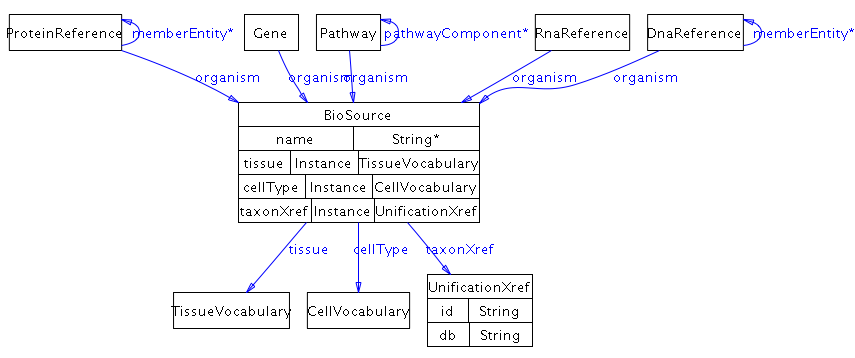 ProteinReference memberEntity* Gene Pathway pathwayComponent* RnaReference DnaReference memberEntity*
organism organism organism organism organism
BioSource
name String*
tissue Instance TissueVocabulary
cellType Instance CellVocabulary
taxonXref Instance UnificationXref
tissue cellType taxonXref
UnificationXref
TissueVocabulary CellVocabulary id String
db String